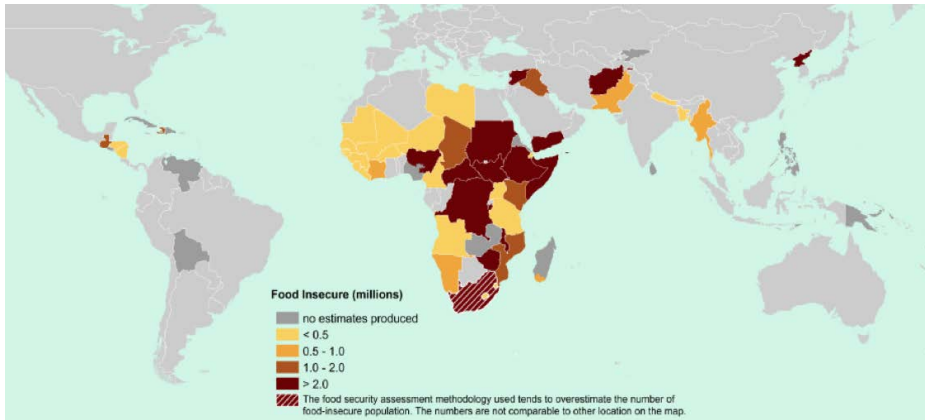 Food Insecure (millions)
no estimates produced
< 0.5
0.5 - 1.0
1.0 - 2.0
> 2.0
The food security assessment methodology used tends to overestimate the number of
food-insecure population. The numbers are not comparable to other location on the map.